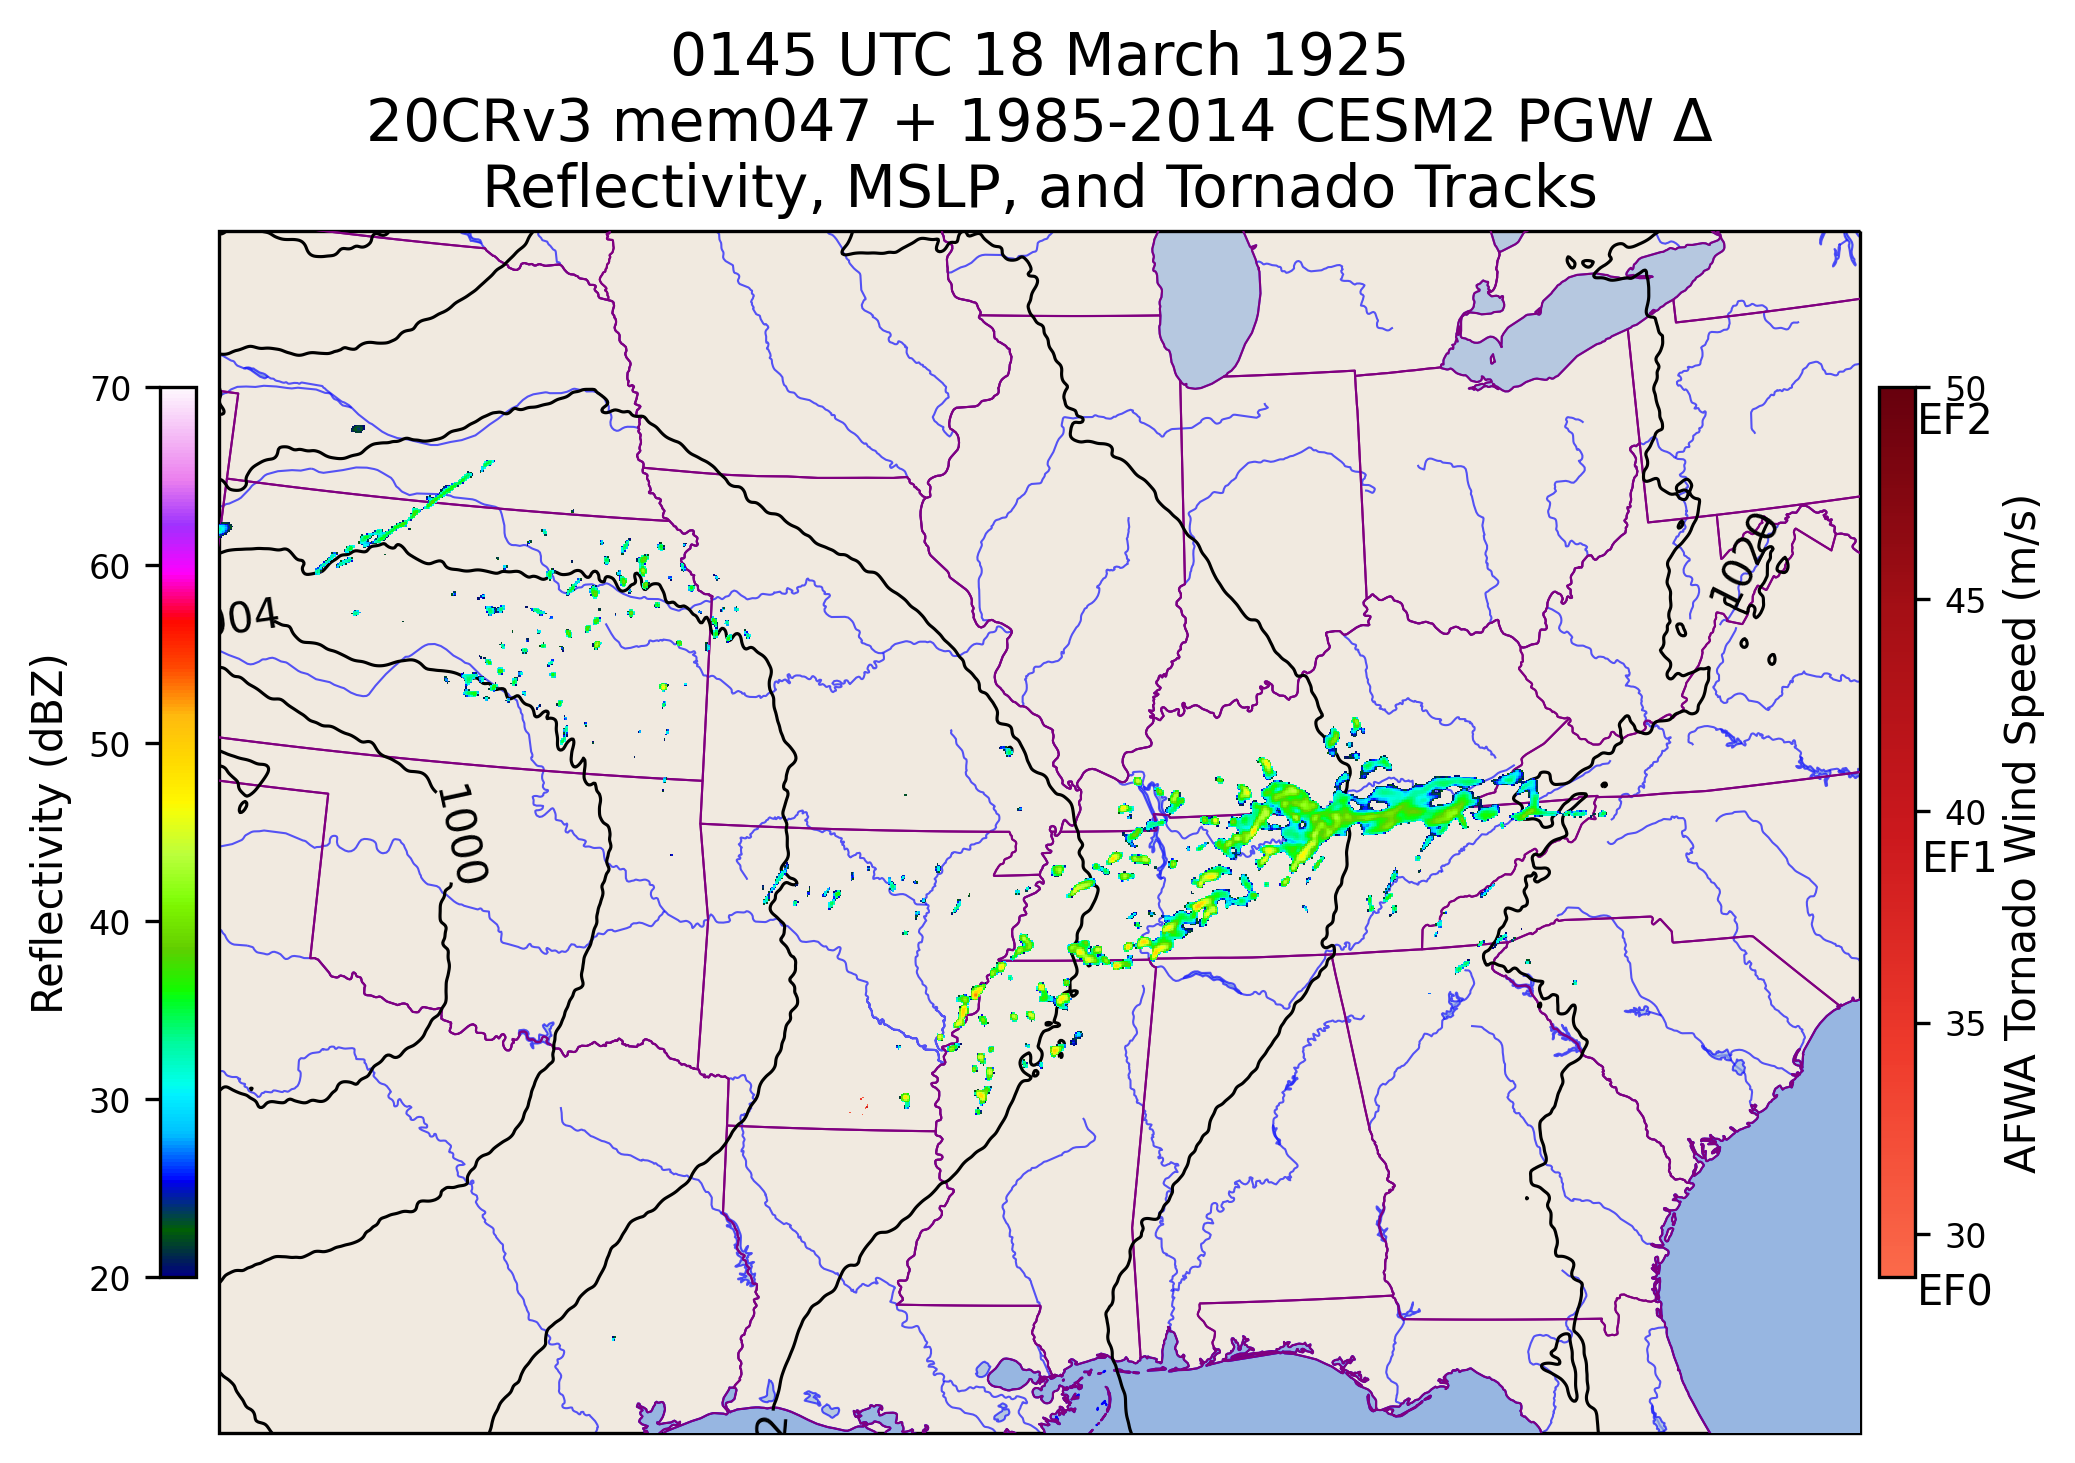 0145 UTC 18 March 1925
20CRv3 mem047 + 1985-2014 CESM2 PGW Δ
Reflectivity, MSLP, and Tornado Tracks
Reflectivity (dBZ)
70
60
50
40
30
20
004
1000
1020
2
50
EF2
45
40
EF1
35
30
EF0
AFWA Tornado Wind Speed (m/s)